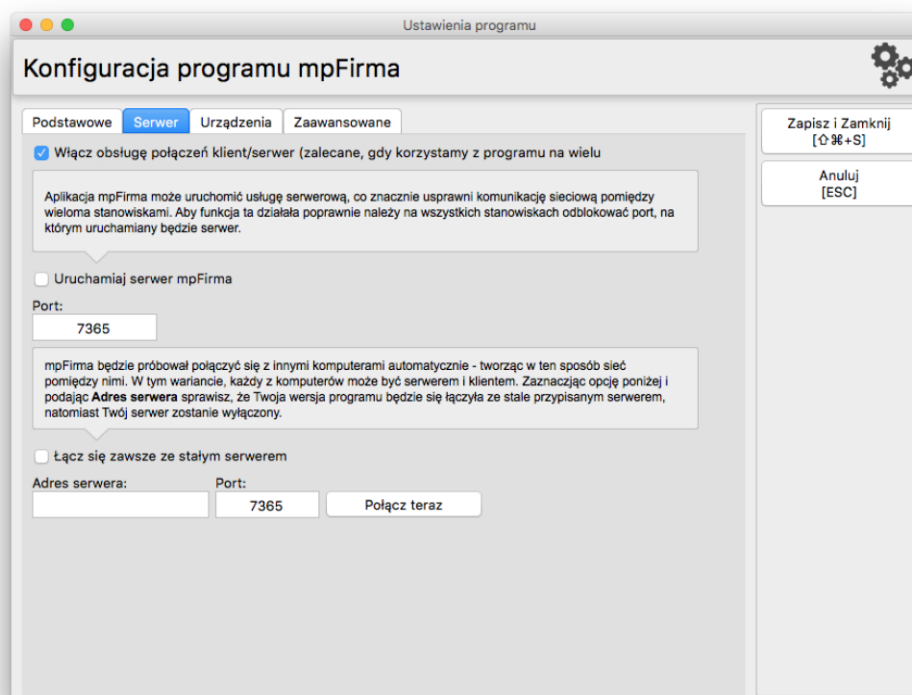 Ustawienia programu
Konfiguracja programu mpFirma
Podstawowe Serwer Urządzenia Zaawansowane
Włącz obsługę połączeń klient/serwer (zalecane, gdy korzystamy z programu na wielu
Aplikacja mpFirma może uruchomić usługę serwerową, co znacznie usprawni komunikację sieciową pomiędzy
wieloma stanowiskami. Aby funkcja ta działała poprawnie należy na wszystkich stanowiskach odblokować port, na
którym uruchamiany będzie serwer.
Uruchamiaj serwer mpFirma
Port:
7365
mpFirma będzie próbował połączyć się z innymi komputerami automatycznie - tworząc w ten sposób sieć
pomiędzy nimi. W tym wariancie, każdy z komputerów może być serwerem i klientem. Zaznaczając opcję poniżej i
podając Adres serwera sprawisz, że Twoja wersja programu będzie się łączyła ze stale przypisanym serwerem,
natomiast Twój serwer zostanie wyłączony.
Łącz się zawsze ze stałym serwerem
Adres serwera: Port:
7365 Połącz teraz
Zapisz i Zamknij
[⇧⌘+S]
Anuluj
[ESC]